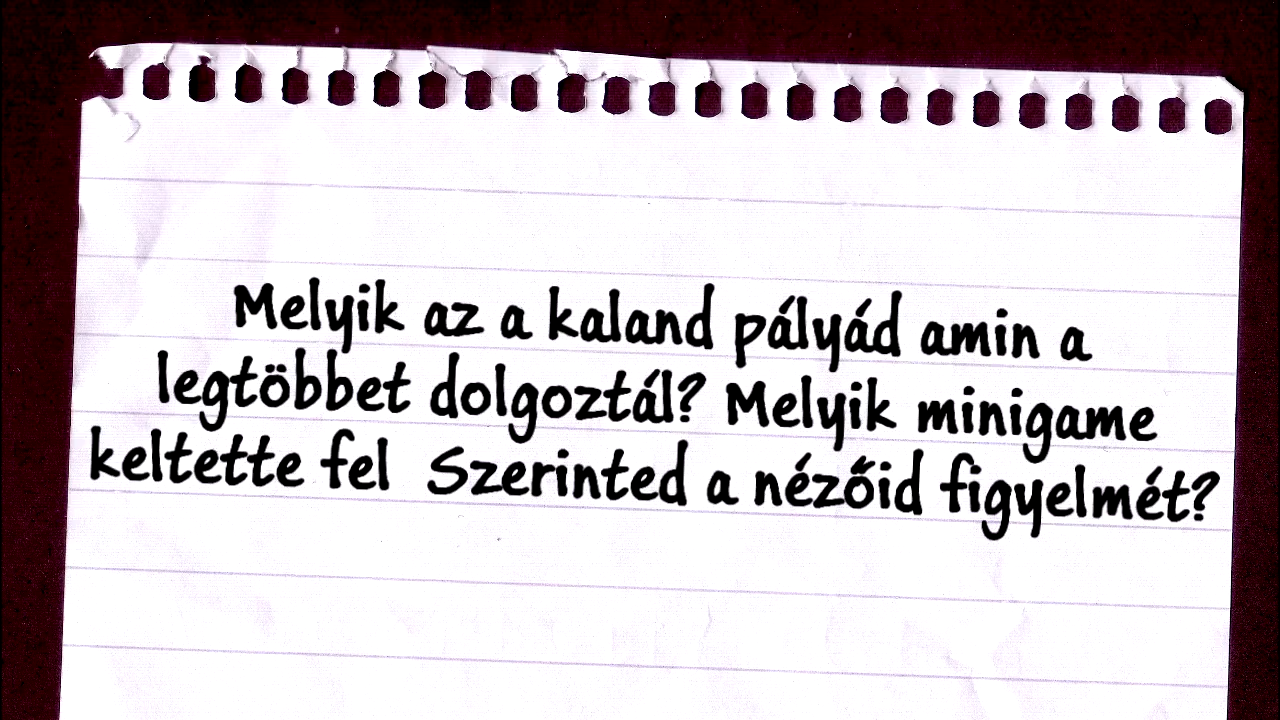 Melyik az a kaland pályád amin a
legtöbbet dolgoztál? Melyik minigame
keltette fel Szerinted a nézőid figyelmét?